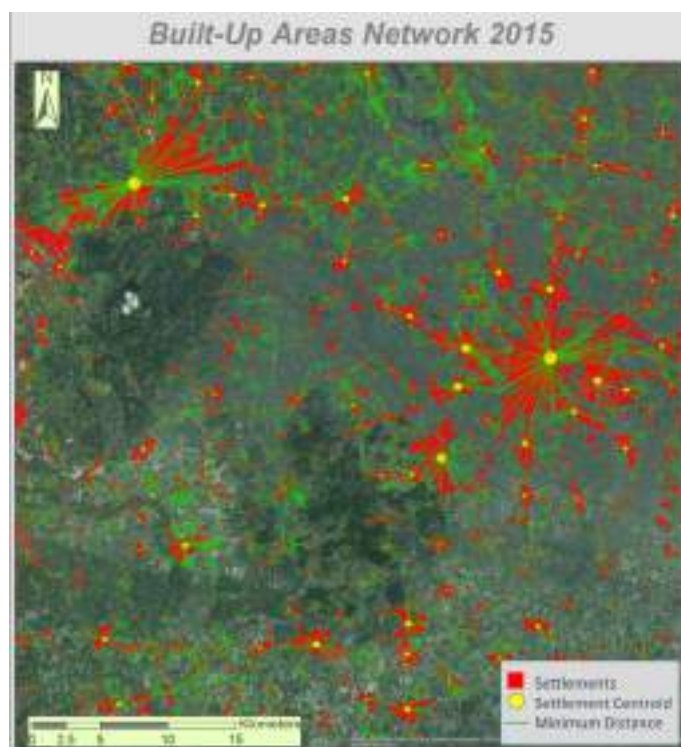 Built-Up Areas Network 2015
N
Settlements
Settlement Centroid
Minimum Distance
Kilometers
0 2.5 5 10 15